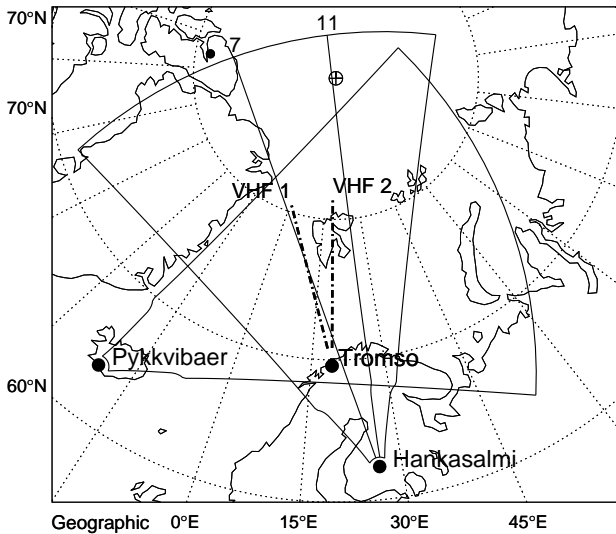 70°N
7
11
70°N
VHF 1
VHF 2
Pykkvibaer
Tromso
60°N
Hankasalmi
Geographic 0°E 15°E 30°E 45°E